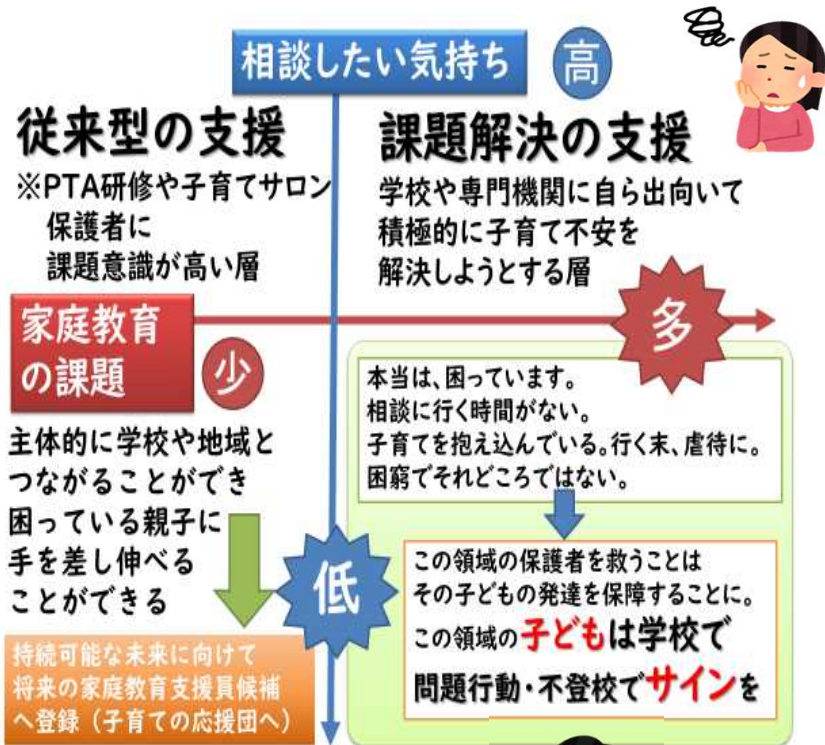 相談したい気持ち
高
従来型の支援
※PTA研修や子育てサロン
保護者に
課題意識が高い層
課題解決の支援
学校や専門機関に自ら出向いて
積極的に子育て不安を
解決しようとする層
家庭教育
の課題
少
多
主体的に学校や地域と
つながることができ
困っている親子に
手を差し伸べる
ことができる
持続可能な未来に向けて
将来の家庭教育支援員候補
へ登録（子育ての応援団へ）
低
本当は、困っています。
相談に行く時間がない。
子育てを抱え込んでいる。行く末、虐待に。
困窮でそれどころではない。
この領域の保護者を救うことは
その子どもの発達を保障することに。
この領域の子どもは学校で
問題行動・不登校でサインを